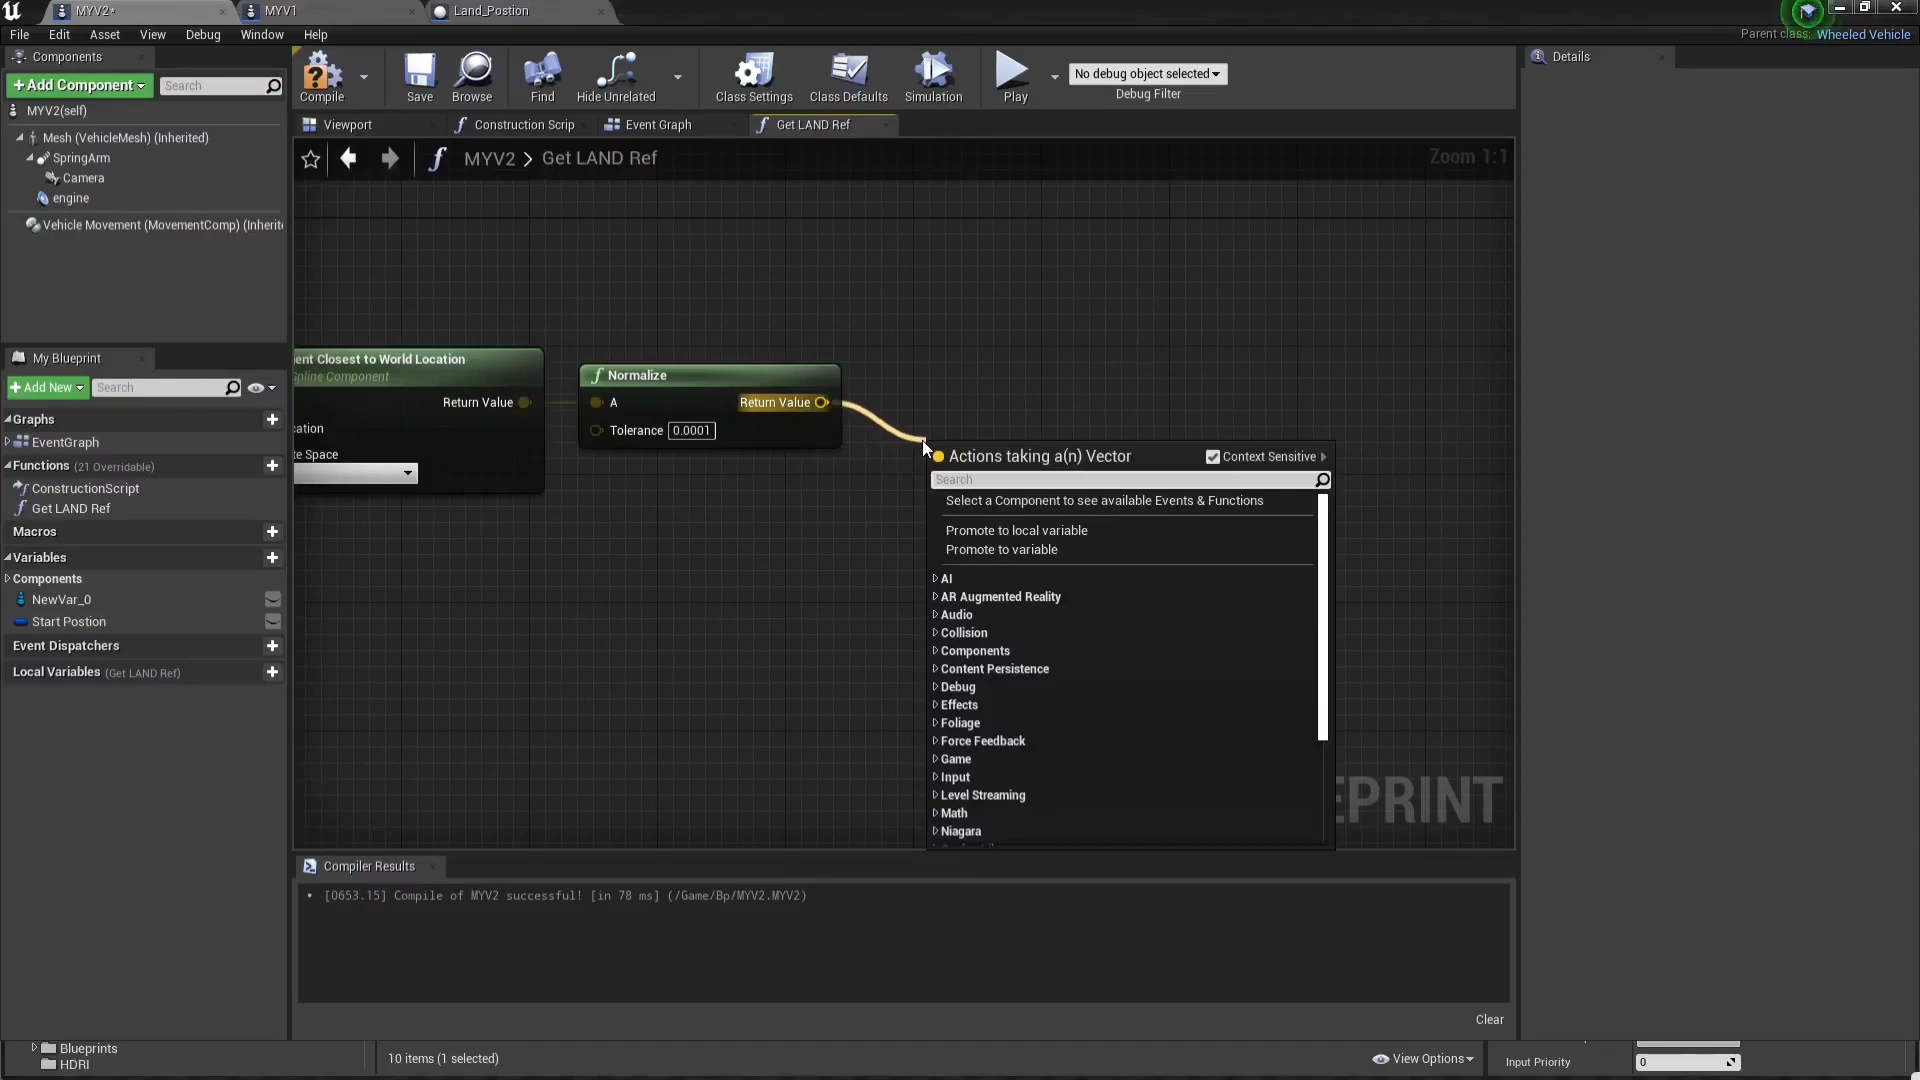 MYV2*
MYV1
Land_Postion
File Edit Asset View Debug Window Help
Parent class: Wheeled Vehicle
Components
+Add Component
Search
MYV2(self)
Mesh (VehicleMesh) (Inherited)
SpringArm
Camera
engine
Vehicle Movement (MovementComp) (Inherit
Compile
Save
Browse
Find
Hide Unrelated
Class Settings
Class Defaults
Simulation
Play
No debug object selected
Debug Filter
Details
Viewport
Construction Scrip
Event Graph
Get LAND Ref
MYV2 > Get LAND Ref
Zoom 1:1
My Blueprint
+Add New
Search
Graphs
EventGraph
Functions (21 Overridable)
ConstructionScript
Get LAND Ref
Macros
Variables
Components
NewVar_0
Start Postion
Event Dispatchers
Local Variables (Get LAND Ref)
ent Closest to World Location
Spline Component
Return Value
cation
te Space
Normalize
A
Return Value
Tolerance 0.0001
Actions taking a(n) Vector
Context Sensitive
Search
Select a Component to see available Events & Functions
Promote to local variable
Promote to variable
AI
AR Augmented Reality
Audio
Collision
Components
Content Persistence
Debug
Effects
Foliage
Force Feedback
Game
Input
Level Streaming
Math
Niagara
EPRINT
Compiler Results
• [0653.15] Compile of MYV2 successful! [in 78 ms] (/Game/Bp/MYV2.MYV2)
Clear
Blueprints
HDRI
10 items (1 selected)
View Options
Input Priority
0